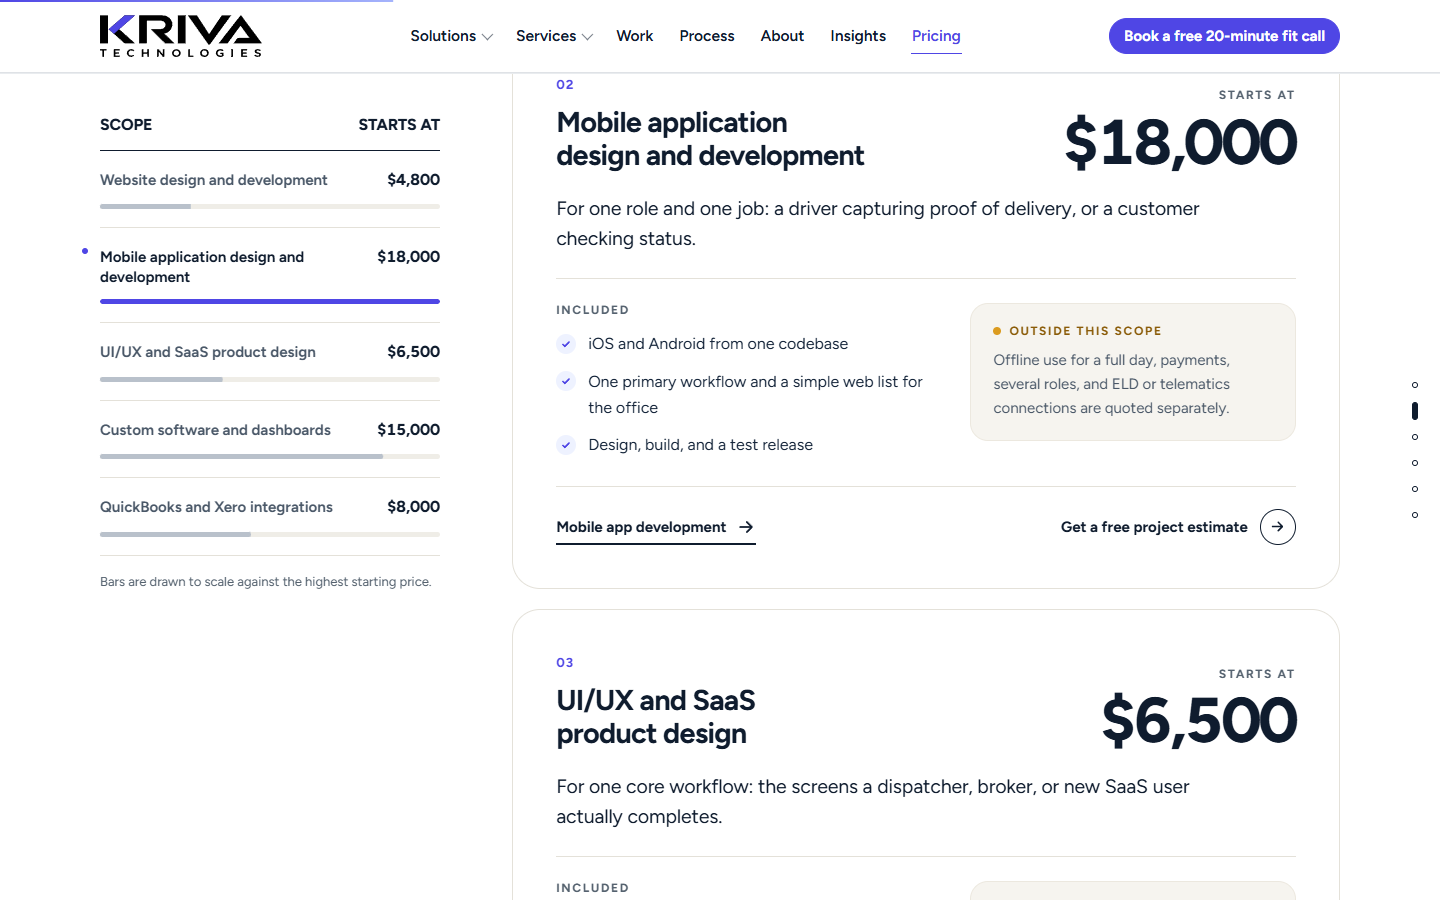 KRIVA
TECHNOLOGIES
Solutions
Services
Work
Process
About
Insights
Pricing
Book a free 20-minute fit call
SCOPE
STARTS AT
Website design and development
$4,800
Mobile application design and
development
$18,000
UI/UX and SaaS product design
$6,500
Custom software and dashboards
$15,000
QuickBooks and Xero integrations
$8,000
Bars are drawn to scale against the highest starting price.
02
Mobile application
design and development
STARTS AT
$18,000
For one role and one job: a driver capturing proof of delivery, or a customer
checking status.
INCLUDED
iOS and Android from one codebase
One primary workflow and a simple web list for
the office
Design, build, and a test release
OUTSIDE THIS SCOPE
Offline use for a full day, payments,
several roles, and ELD or telematics
connections are quoted separately.
Mobile app development
Get a free project estimate
03
UI/UX and SaaS
product design
STARTS AT
$6,500
For one core workflow: the screens a dispatcher, broker, or new SaaS user
actually completes.
INCLUDED